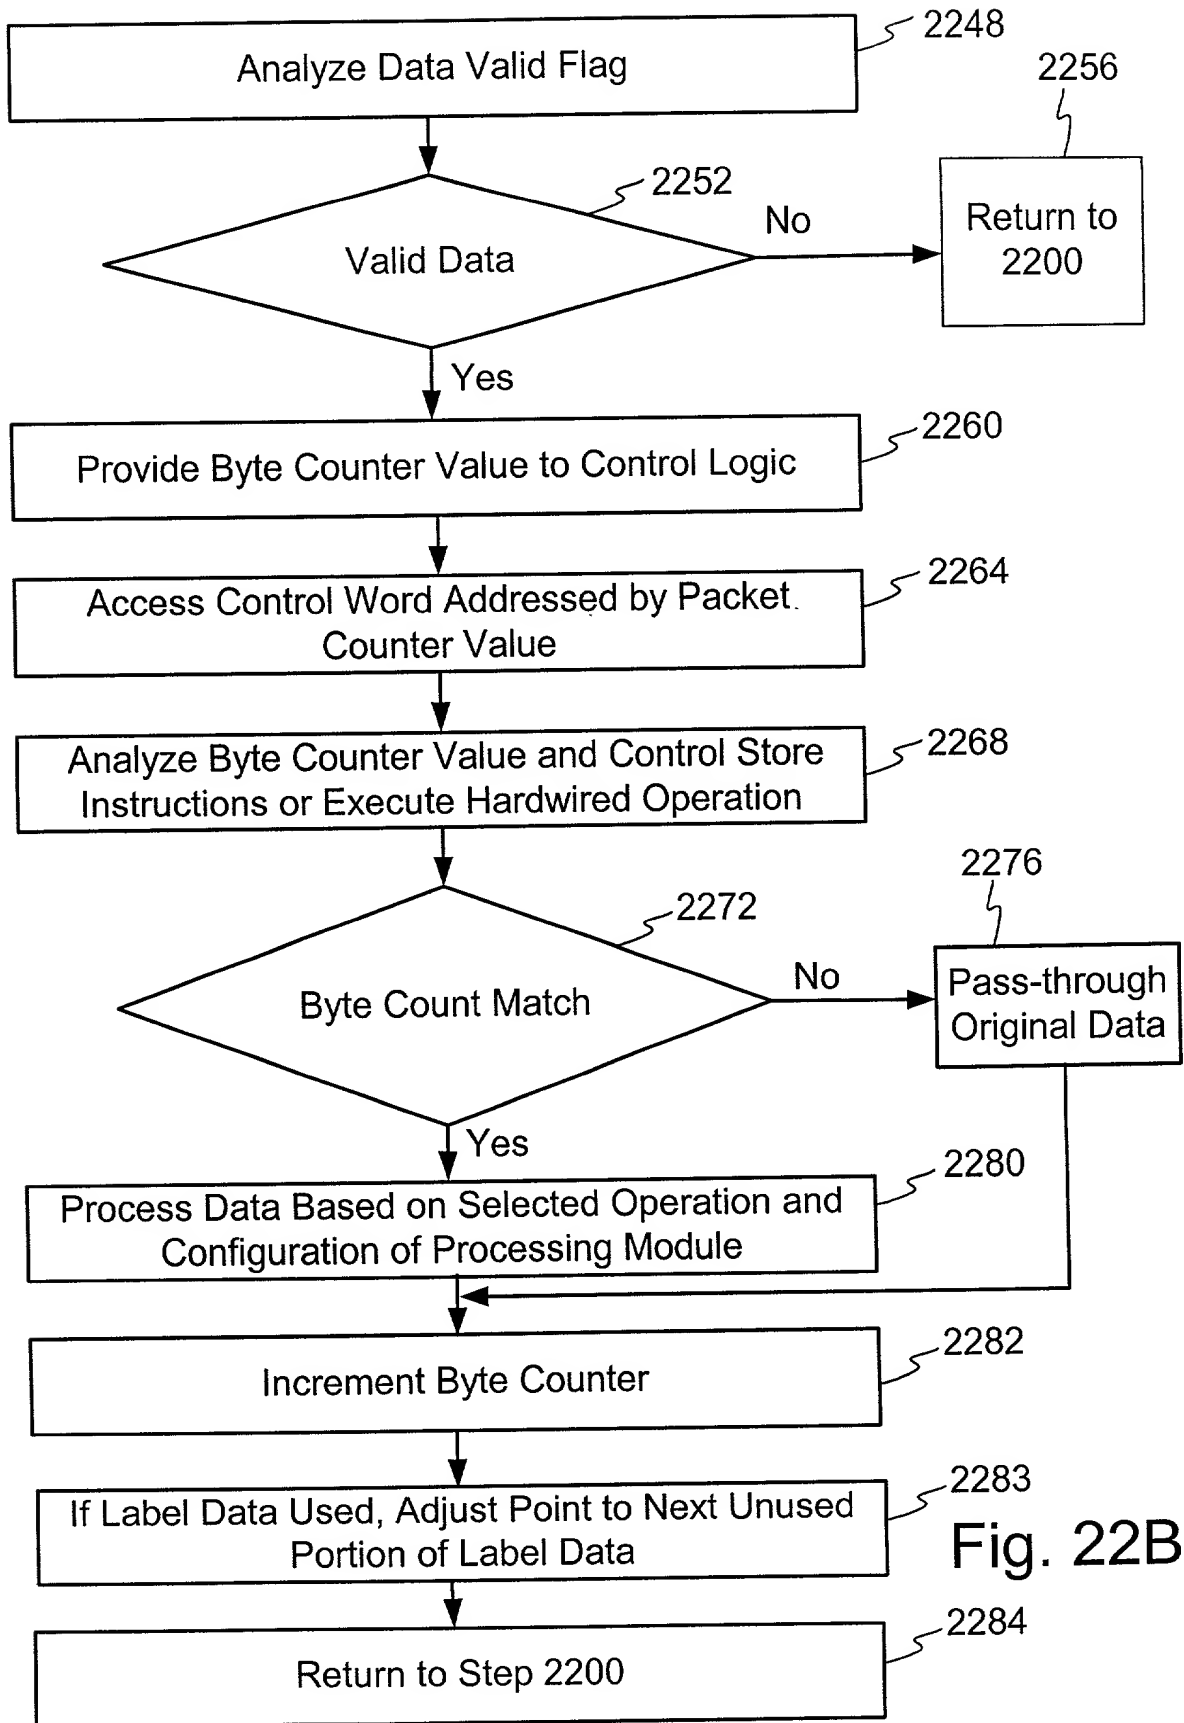 2248
Analyze Data Valid Flag
2256
2252
No
Return to
2200
Valid Data
Yes
2260
Provide Byte Counter Value to Control Logic
2264
Access Control Word Addressed by Packet
Counter Value
2268
Analyze Byte Counter Value and Control Store
Instructions or Execute Hardwired Operation
2276
2272
No
Pass-through
Original Data
Byte Count Match
Yes
2280
Process Data Based on Selected Operation and
Configuration of Processing Module
2282
Increment Byte Counter
2283
If Label Data Used, Adjust Point to Next Unused
Portion of Label Data
Fig. 22B
2284
Return to Step 2200